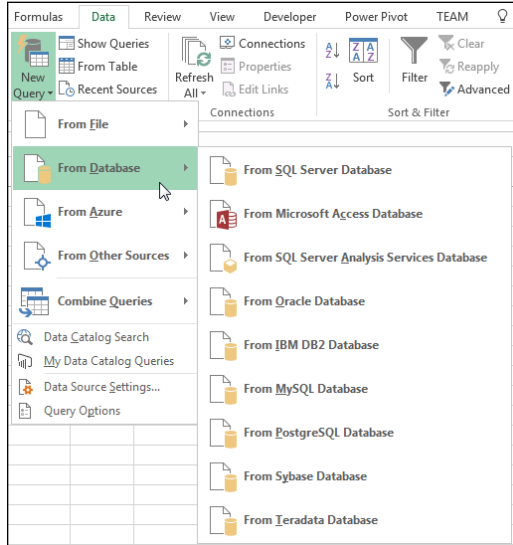 Formulas Data Review View Developer Power Pivot TEAM
Show Queries Connections Clear
From Table Properties Reapply
New Query Recent Sources Refresh All Edit Links Sort Filter Advanced
Connections Sort & Filter
From File
From Database
From Azure
From Other Sources
Combine Queries
Data Catalog Search
My Data Catalog Queries
Data Source Settings...
Query Options
From SQL Server Database
From Microsoft Access Database
From SQL Server Analysis Services Database
From Oracle Database
From IBM DB2 Database
From MySQL Database
From PostgreSQL Database
From Sybase Database
From Teradata Database